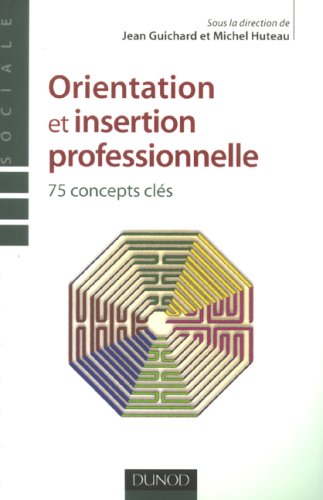 Sous la direction de
Jean Guichard et Michel Huteau
SOCIALE
Orientation
et insertion
professionnelle
75 concepts clés
DUNOD